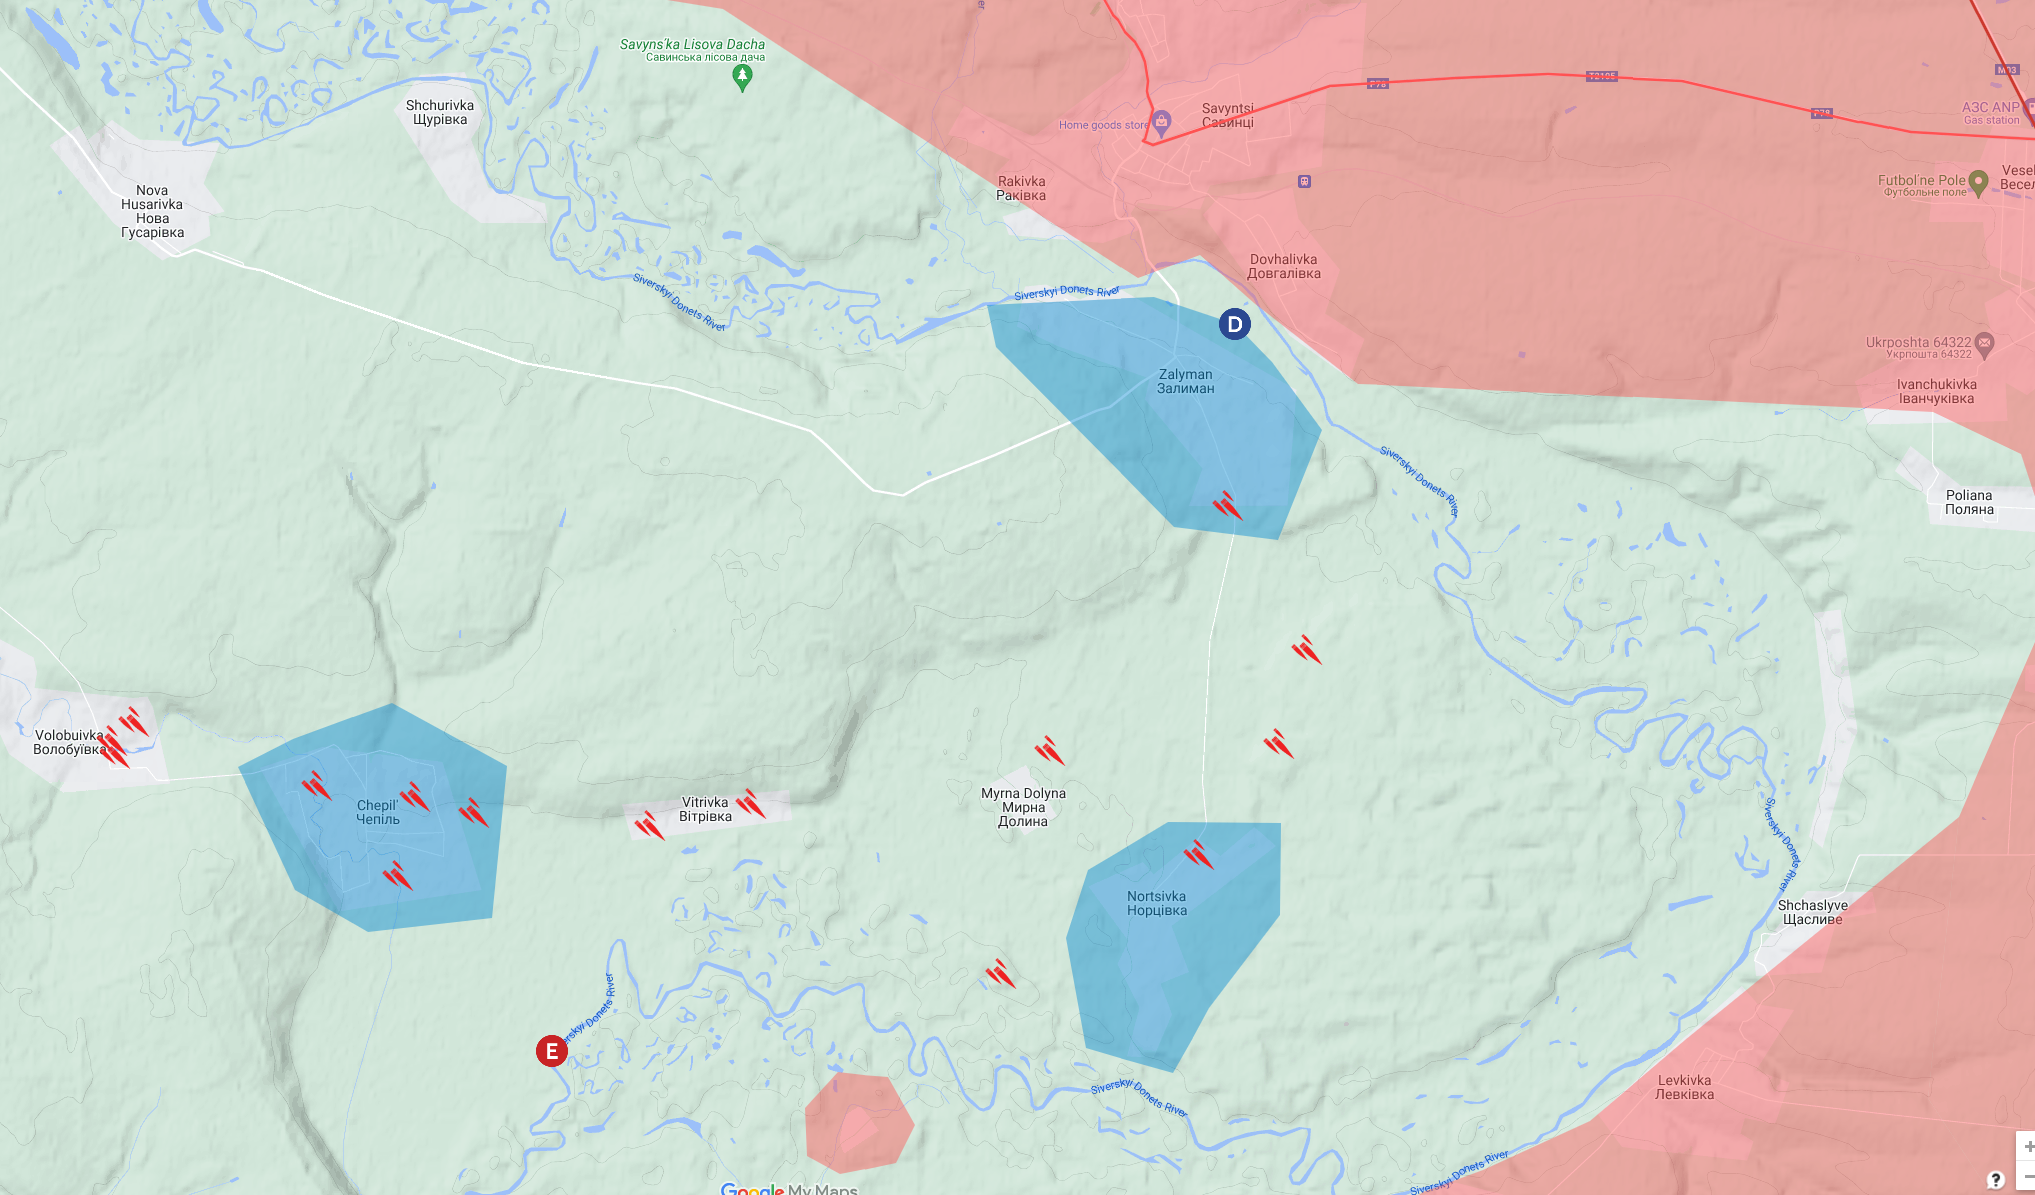 Savyns'ka Lisova Dacha
Савинська лісова дача
Shchurivka
Щурівка
Nova
Husarivka
Нова
Гусарівка
Savyntsi
Савинці
Home goods store
P78
T2105
P78
M03
АЗС ANP
Gas station
Rakivka
Раківка
Futbol'ne Pole
Футбольне поле
Vesel
Весел
Dovhalivka
Довгалівка
Siverskyi Donets River
Siverskyi Donets River
D
Zalyman
Залиман
Ukrposhta 64322
Укрпошта 64322
Ivanchukivka
Іванчуківка
Siverskyi Donets River
Poliana
Поляна
Volobuivka
Волобуївка
Chepil'
Чепіль
Vitrivka
Вітрівка
Myrna Dolyna
Мирна
Долина
Siverskyi Donets River
Nortsivka
Норцівка
Shchaslyve
Щасливе
erskyi Donets River
E
Siverskyi Donets River
Levkivka
Левківка
Siverskyi Donets River
Google My Maps
+
?